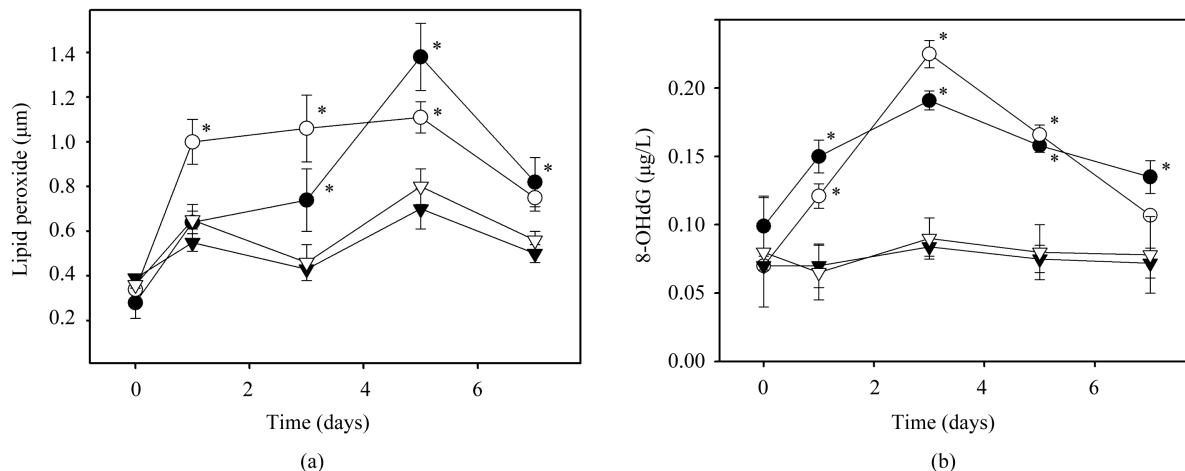 Lipid peroxide (μm)
1.4
1.2
1.0
0.8
0.6
0.4
0.2
* * * * * *
0 2 4 6
Time (days)
(a)
8-OHdG (μg/L)
0.20
0.15
0.10
0.05
0.00
* * * * * * *
0 2 4 6
Time (days)
(b)